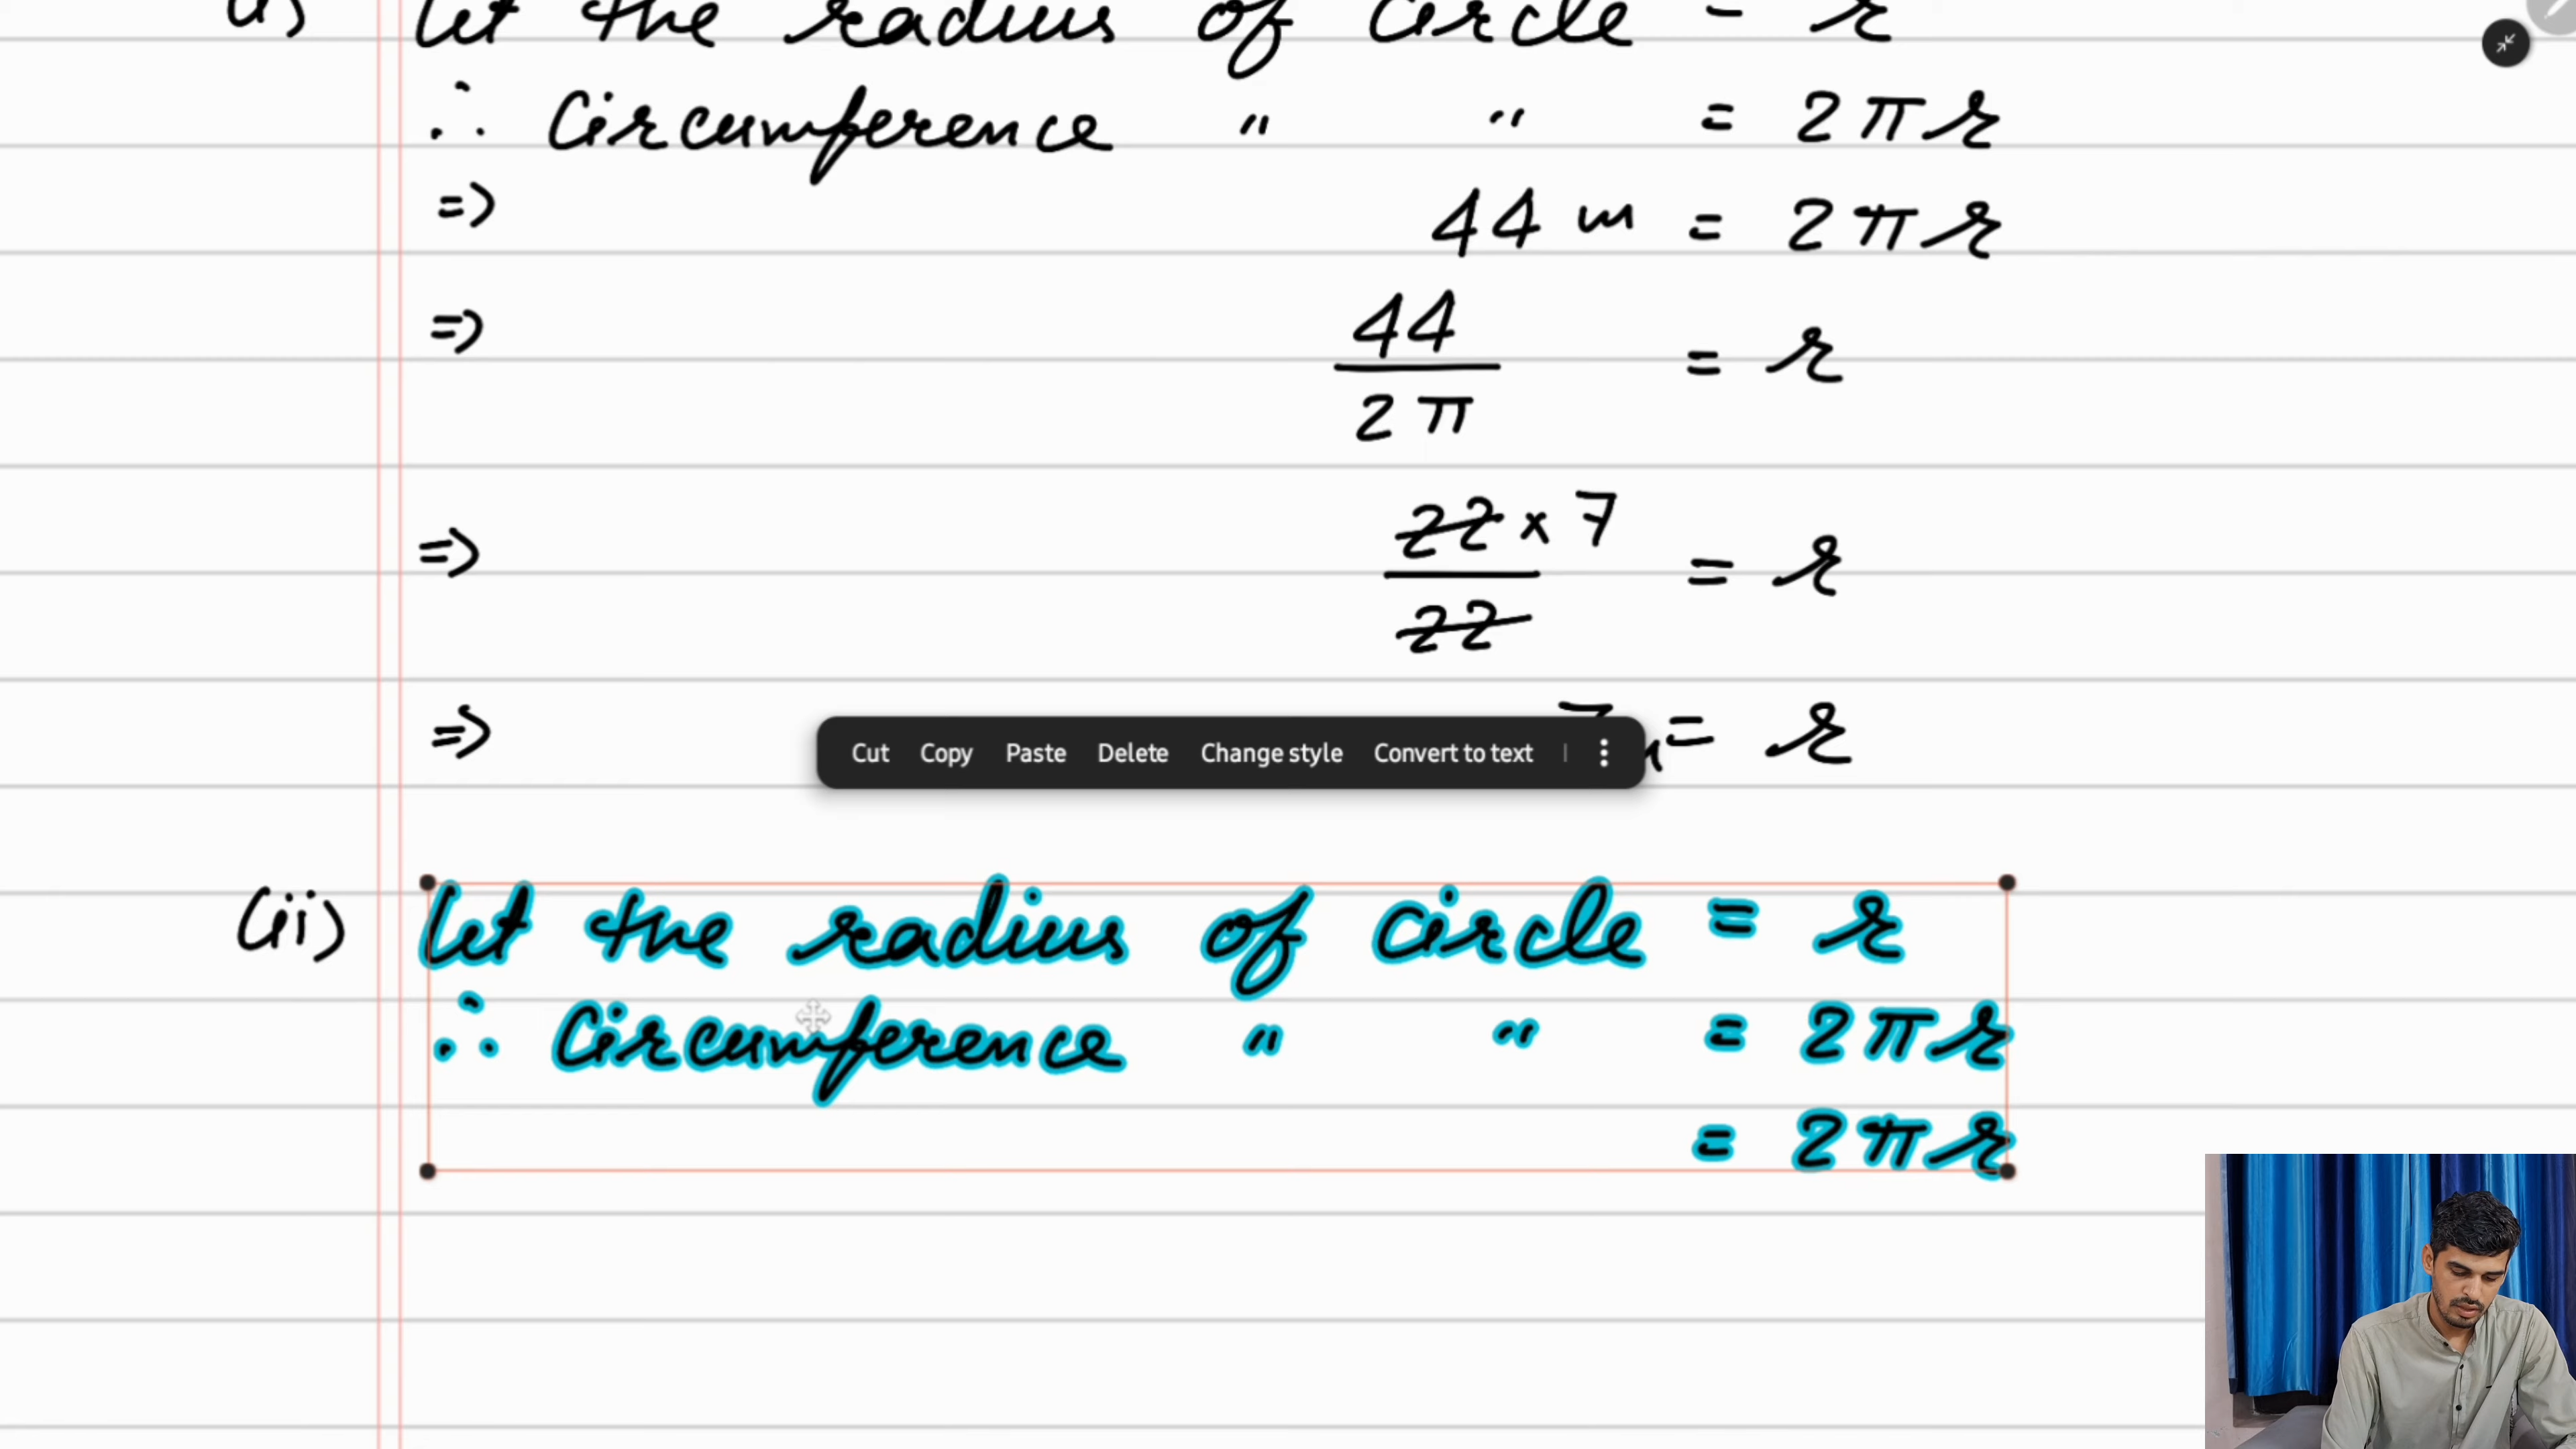 (i) Let the radius of circle = r
∴ Circumference " " = 2πr
=> 44 m = 2πr
=> 44/2π = r
=> 22 x 7/22 = r
=> 7 = r
Cut Copy Paste Delete Change style Convert to text
(ii) Let the radius of circle = r
∴ Circumference " " = 2πr
= 2πr